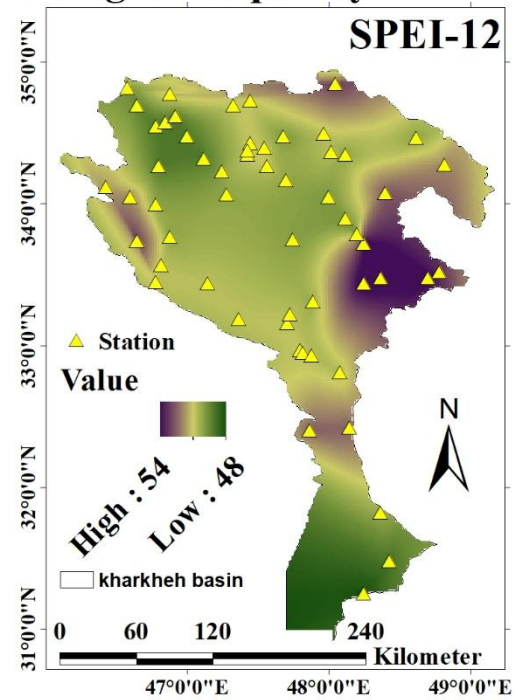 SPEI-12
35°0'0"N
34°0'0"N
33°0'0"N
32°0'0"N
31°0'0"N
Station
Value
High : 54
Low : 48
N
kharkheh basin
0 60 120 240
Kilometer
47°0'0"E 48°0'0"E 49°0'0"E